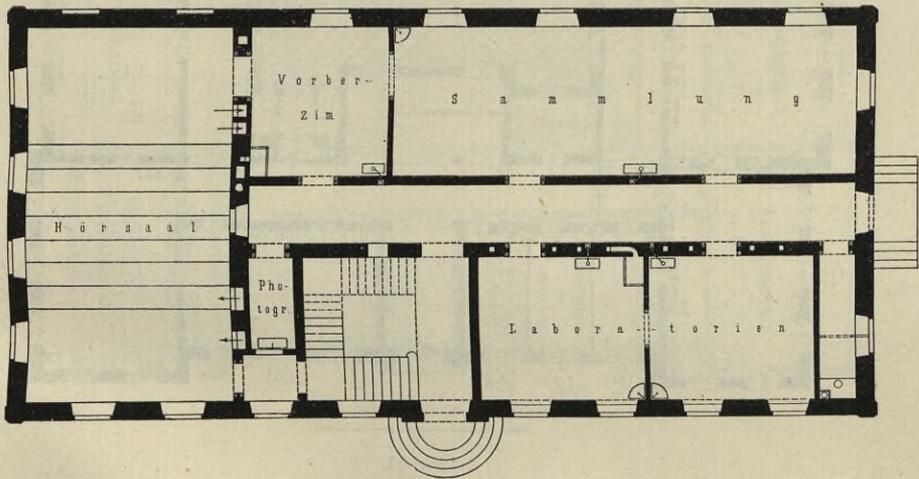 Vorber-
Zim
Sammlung
Hörsaal
Pho-
togr.
Labora-torien